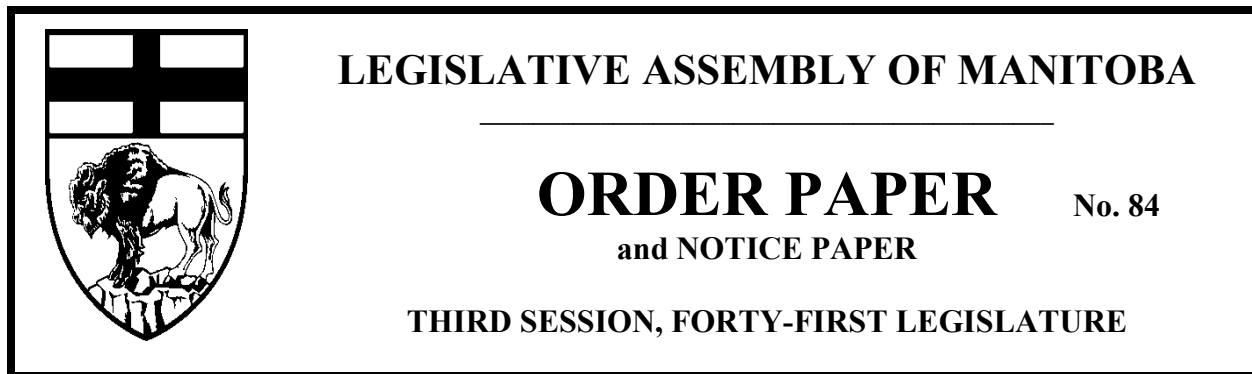 LEGISLATIVE ASSEMBLY OF MANITOBA
ORDER PAPER No. 84
and NOTICE PAPER
THIRD SESSION, FORTY-FIRST LEGISLATURE